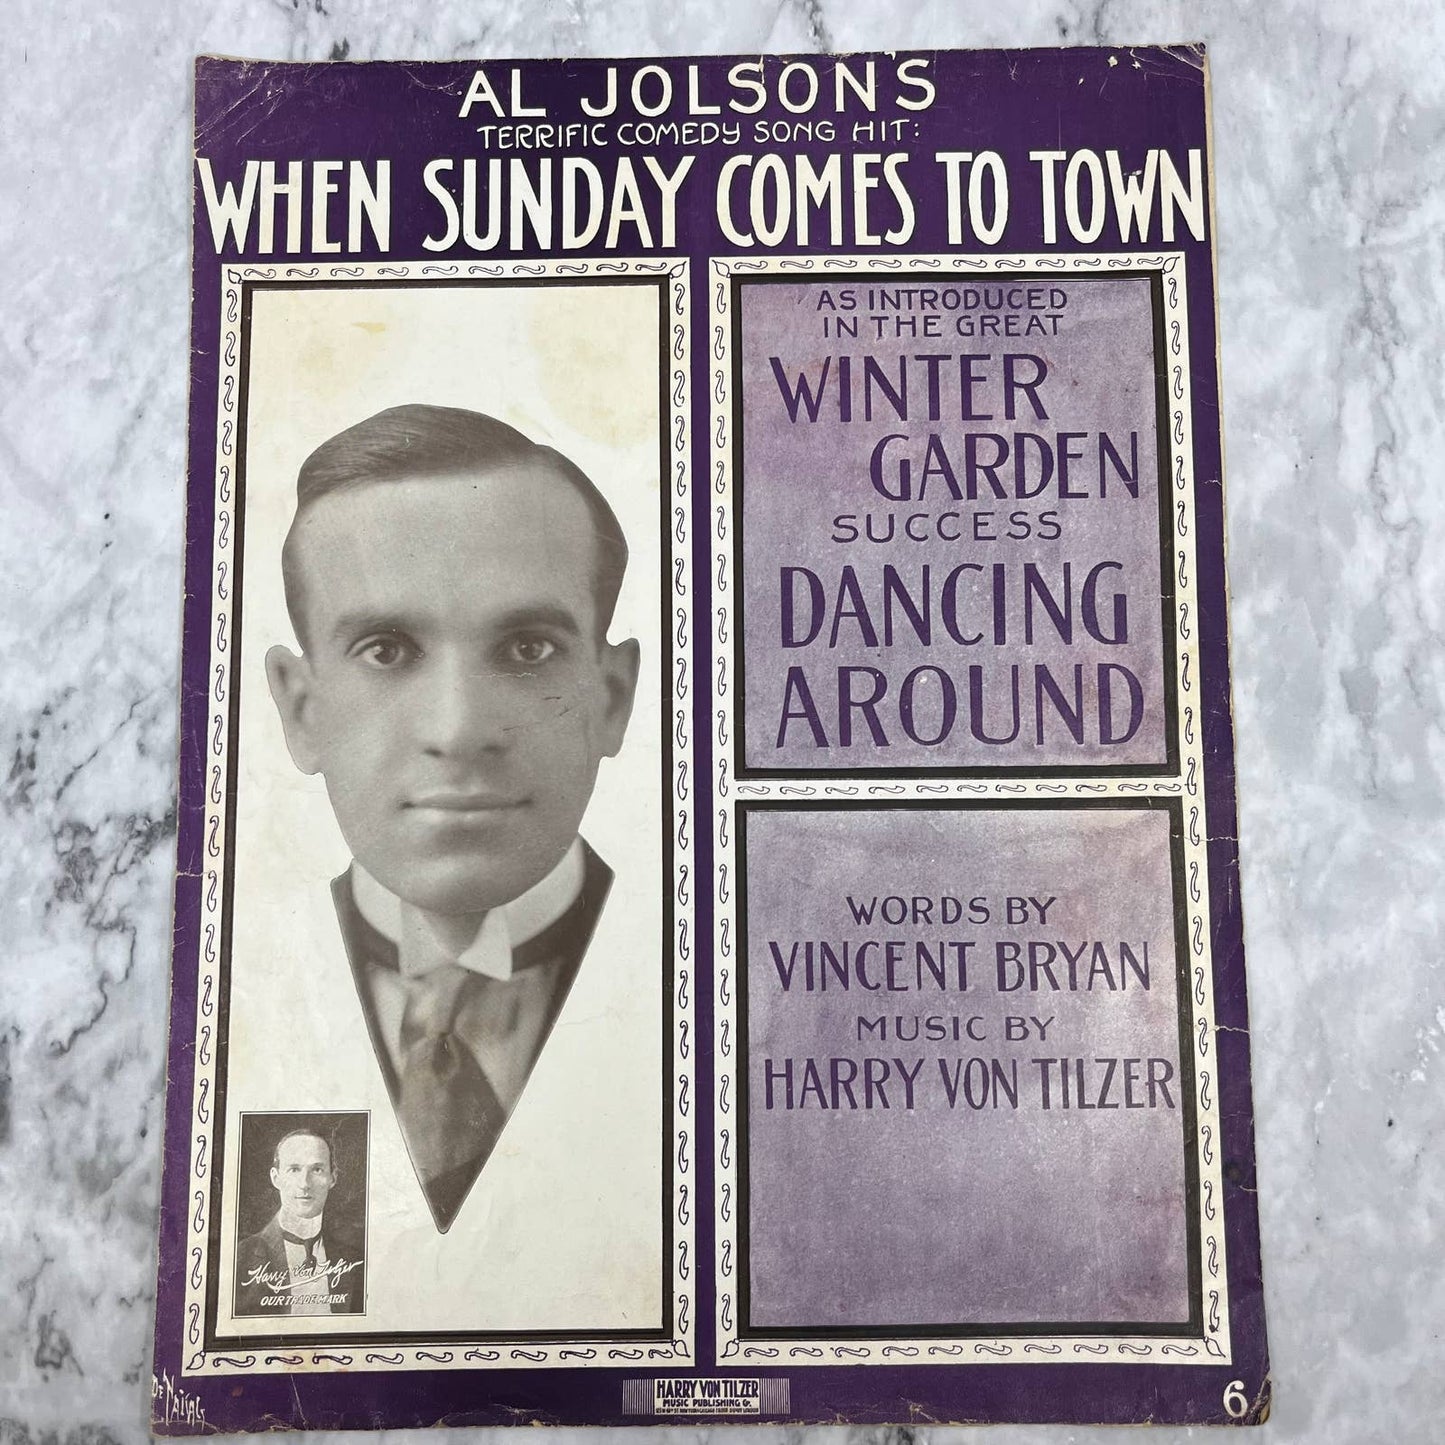 AL JOLSON'S
TERRIFIC COMEDY SONG HIT:
WHEN SUNDAY COMES TO TOWN
AS INTRODUCED
IN THE GREAT
WINTER
GARDEN
SUCCESS
DANCING
AROUND
WORDS BY
VINCENT BRYAN
MUSIC BY
HARRY VON TILZER
Harry Von Tilzer
OUR TRADE MARK
HARRY VON TILZER
MUSIC PUBLISHING Co.
6